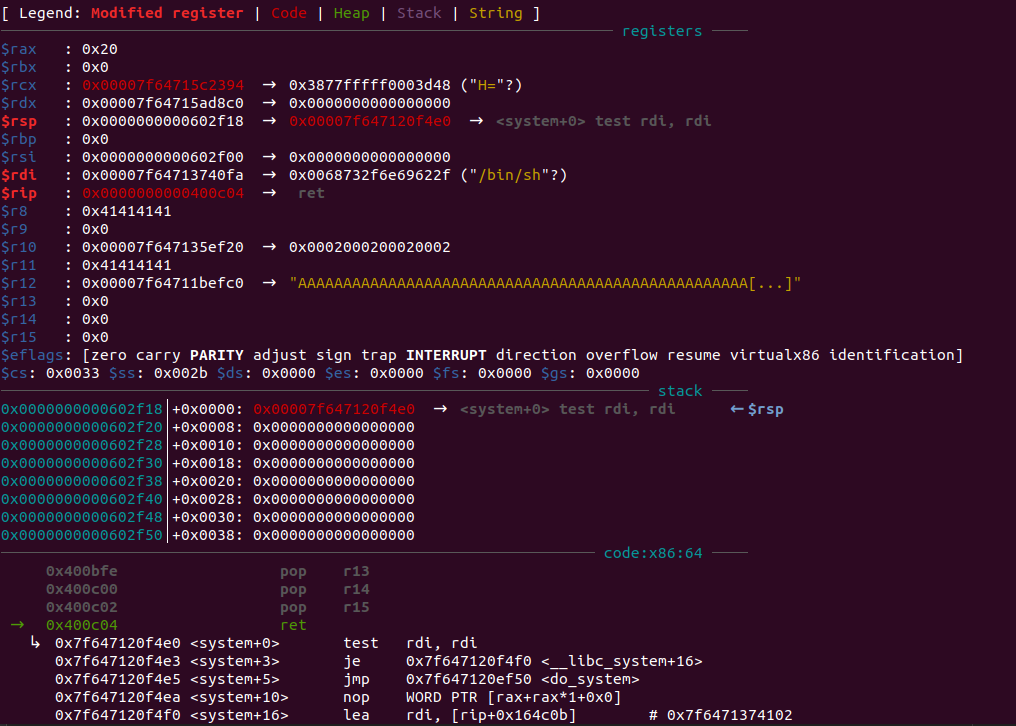 [ Legend: Modified register | Code | Heap | Stack | String ]
registers
$rax : 0x20
$rbx : 0x0
$rcx : 0x00007f64715c2394 → 0x3877fffff0003d48 ("H="?)
$rdx : 0x00007f64715ad8c0 → 0x0000000000000000
$rsp : 0x0000000000602f18 → 0x00007f647120f4e0 → <system+0> test rdi, rdi
$rbp : 0x0
$rsi : 0x0000000000602f00 → 0x0000000000000000
$rdi : 0x00007f64713740fa → 0x0068732f6e69622f ("/bin/sh"?)
$rip : 0x0000000000400c04 → ret
$r8 : 0x41414141
$r9 : 0x0
$r10 : 0x00007f647135ef20 → 0x0002000200020002
$r11 : 0x41414141
$r12 : 0x00007f64711befc0 → "AAAAAAAAAAAAAAAAAAAAAAAAAAAAAAAAAAAAAAAAAAAAAAAAAA[...]"
$r13 : 0x0
$r14 : 0x0
$r15 : 0x0
$eflags: [zero carry PARITY adjust sign trap INTERRUPT direction overflow resume virtualx86 identification]
$cs: 0x0033 $ss: 0x002b $ds: 0x0000 $es: 0x0000 $fs: 0x0000 $gs: 0x0000
stack
0x0000000000602f18│+0x0000: 0x00007f647120f4e0 → <system+0> test rdi, rdi ←$rsp
0x0000000000602f20│+0x0008: 0x0000000000000000
0x0000000000602f28│+0x0010: 0x0000000000000000
0x0000000000602f30│+0x0018: 0x0000000000000000
0x0000000000602f38│+0x0020: 0x0000000000000000
0x0000000000602f40│+0x0028: 0x0000000000000000
0x0000000000602f48│+0x0030: 0x0000000000000000
0x0000000000602f50│+0x0038: 0x0000000000000000
code:x86:64
0x400bfe pop r13
0x400c00 pop r14
0x400c02 pop r15
→ 0x400c04 ret
↳ 0x7f647120f4e0 <system+0> test rdi, rdi
0x7f647120f4e3 <system+3> je 0x7f647120f4f0 <__libc_system+16>
0x7f647120f4e5 <system+5> jmp 0x7f647120ef50 <do_system>
0x7f647120f4ea <system+10> nop WORD PTR [rax+rax*1+0x0]
0x7f647120f4f0 <system+16> lea rdi, [rip+0x164c0b] # 0x7f6471374102